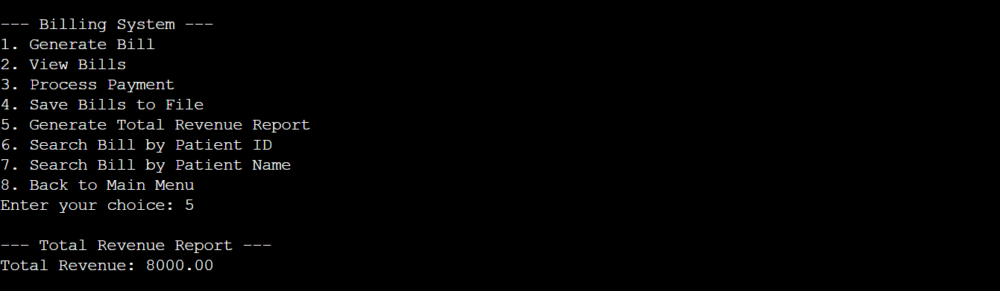 --- Billing System ---
1. Generate Bill
2. View Bills
3. Process Payment
4. Save Bills to File
5. Generate Total Revenue Report
6. Search Bill by Patient ID
7. Search Bill by Patient Name
8. Back to Main Menu
Enter your choice: 5
--- Total Revenue Report ---
Total Revenue: 8000.00